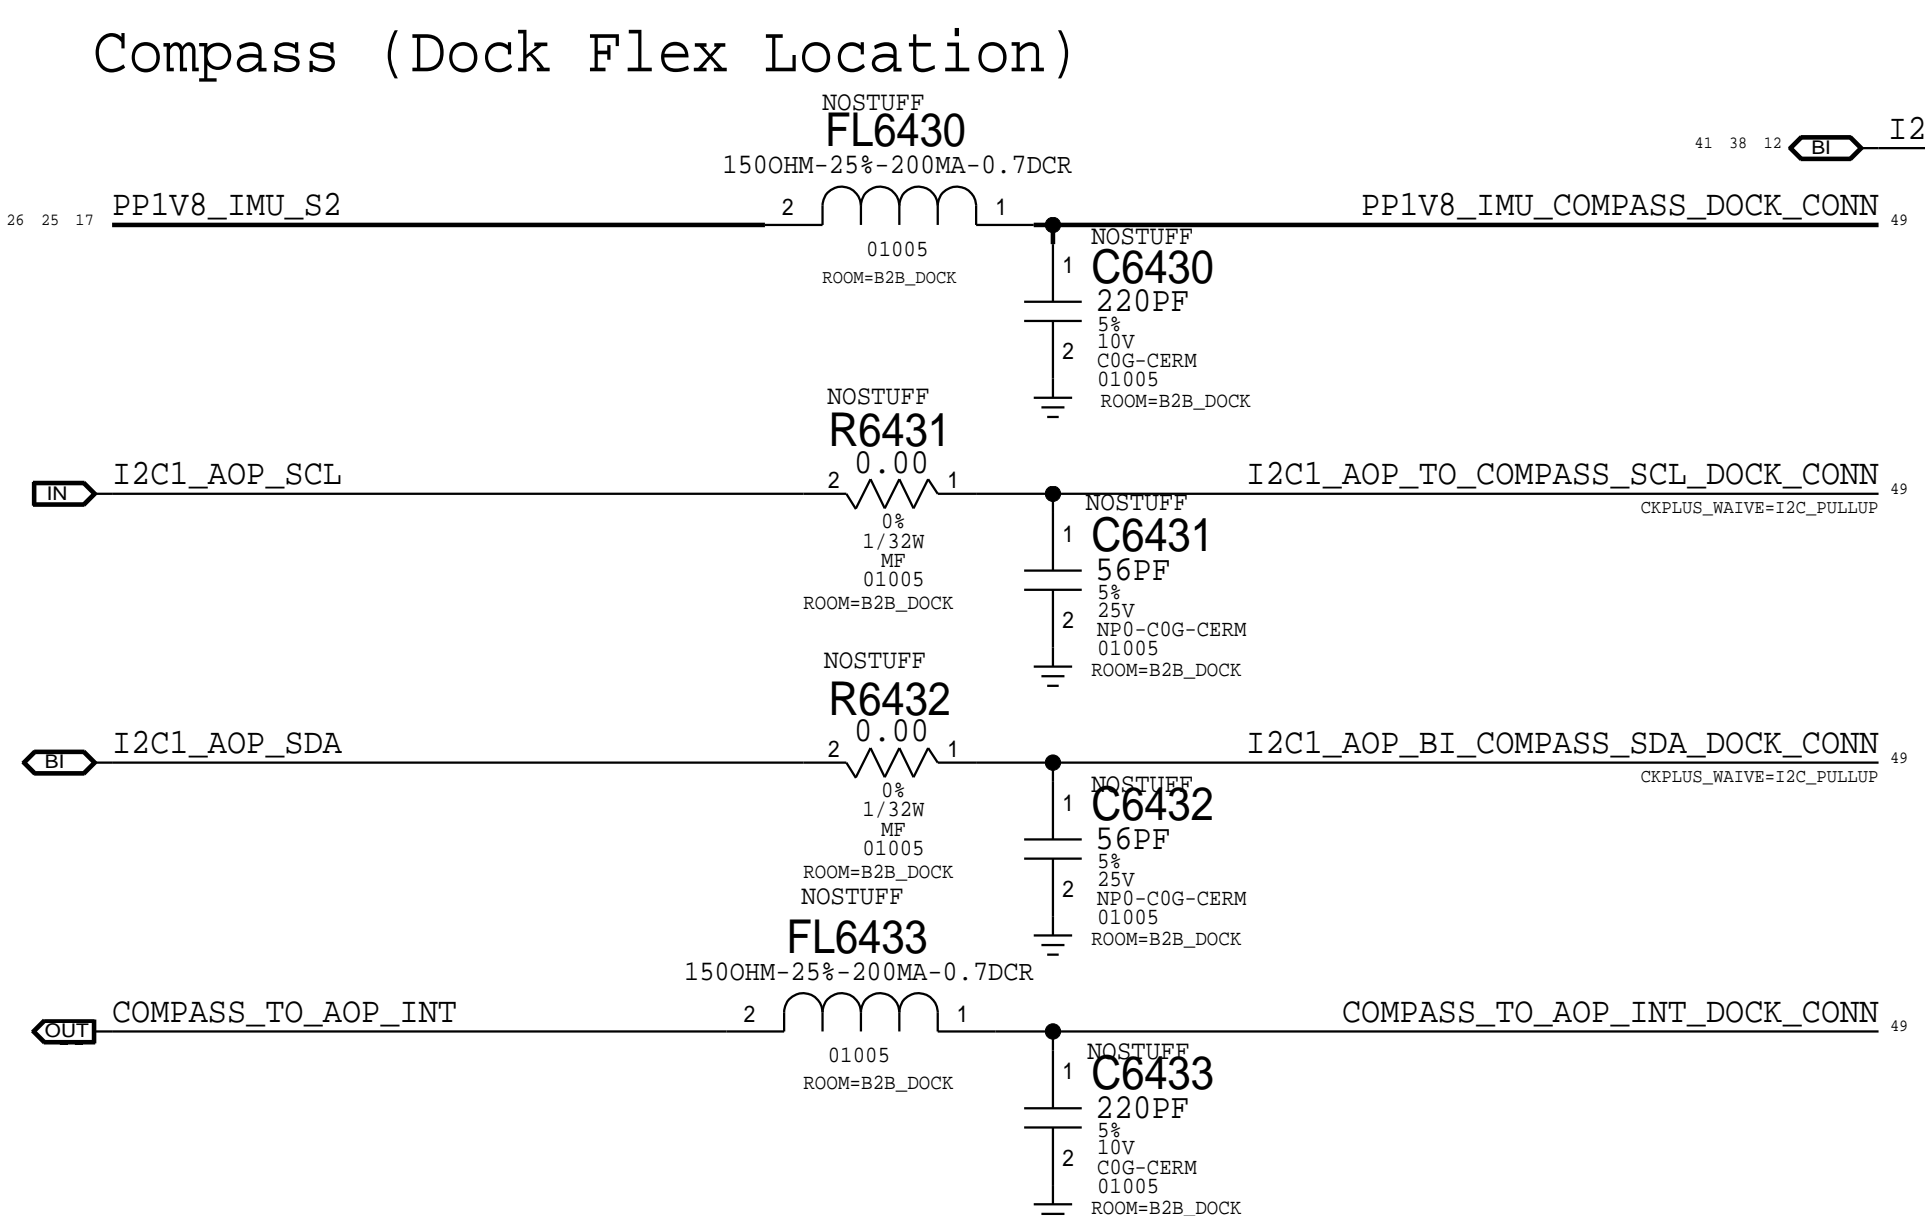 Compass (Dock Flex Location)
NOSTUFF
FL6430
150OHM-25%-200MA-0.7DCR
41 38 12 BI I2
26 25 17 PP1V8_IMU_S2 2 1 PP1V8_IMU_COMPASS_DOCK_CONN 49
01005
ROOM=B2B_DOCK
NOSTUFF
1 C6430
220PF
5%
10V
2 C0G-CERM
01005
ROOM=B2B_DOCK
NOSTUFF
R6431
0.00
IN I2C1_AOP_SCL 2 1 I2C1_AOP_TO_COMPASS_SCL_DOCK_CONN 49
CKPLUS_WAIVE=I2C_PULLUP
0%
1/32W
MF
01005
ROOM=B2B_DOCK
NOSTUFF
1 C6431
56PF
5%
25V
2 NP0-C0G-CERM
01005
ROOM=B2B_DOCK
NOSTUFF
R6432
0.00
BI I2C1_AOP_SDA 2 1 I2C1_AOP_BI_COMPASS_SDA_DOCK_CONN 49
CKPLUS_WAIVE=I2C_PULLUP
0%
1/32W
MF
01005
ROOM=B2B_DOCK
NOSTUFF
1 C6432
56PF
5%
25V
2 NP0-C0G-CERM
01005
ROOM=B2B_DOCK
NOSTUFF
FL6433
150OHM-25%-200MA-0.7DCR
OUT COMPASS_TO_AOP_INT 2 1 COMPASS_TO_AOP_INT_DOCK_CONN 49
01005
ROOM=B2B_DOCK
NOSTUFF
1 C6433
220PF
5%
10V
2 C0G-CERM
01005
ROOM=B2B_DOCK